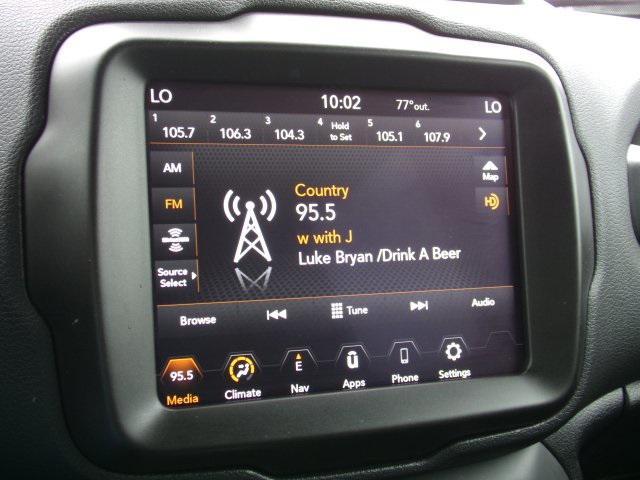 LO 10:02 77°out. LO
1 2 3 4 5 6
105.7 106.3 104.3 Hold to Set 105.1 107.9
AM
Map
FM
HD
Country
95.5
w with J
Luke Bryan /Drink A Beer
Source
Select
Browse Tune Audio
95.5 E
Media Climate Nav Apps Phone Settings